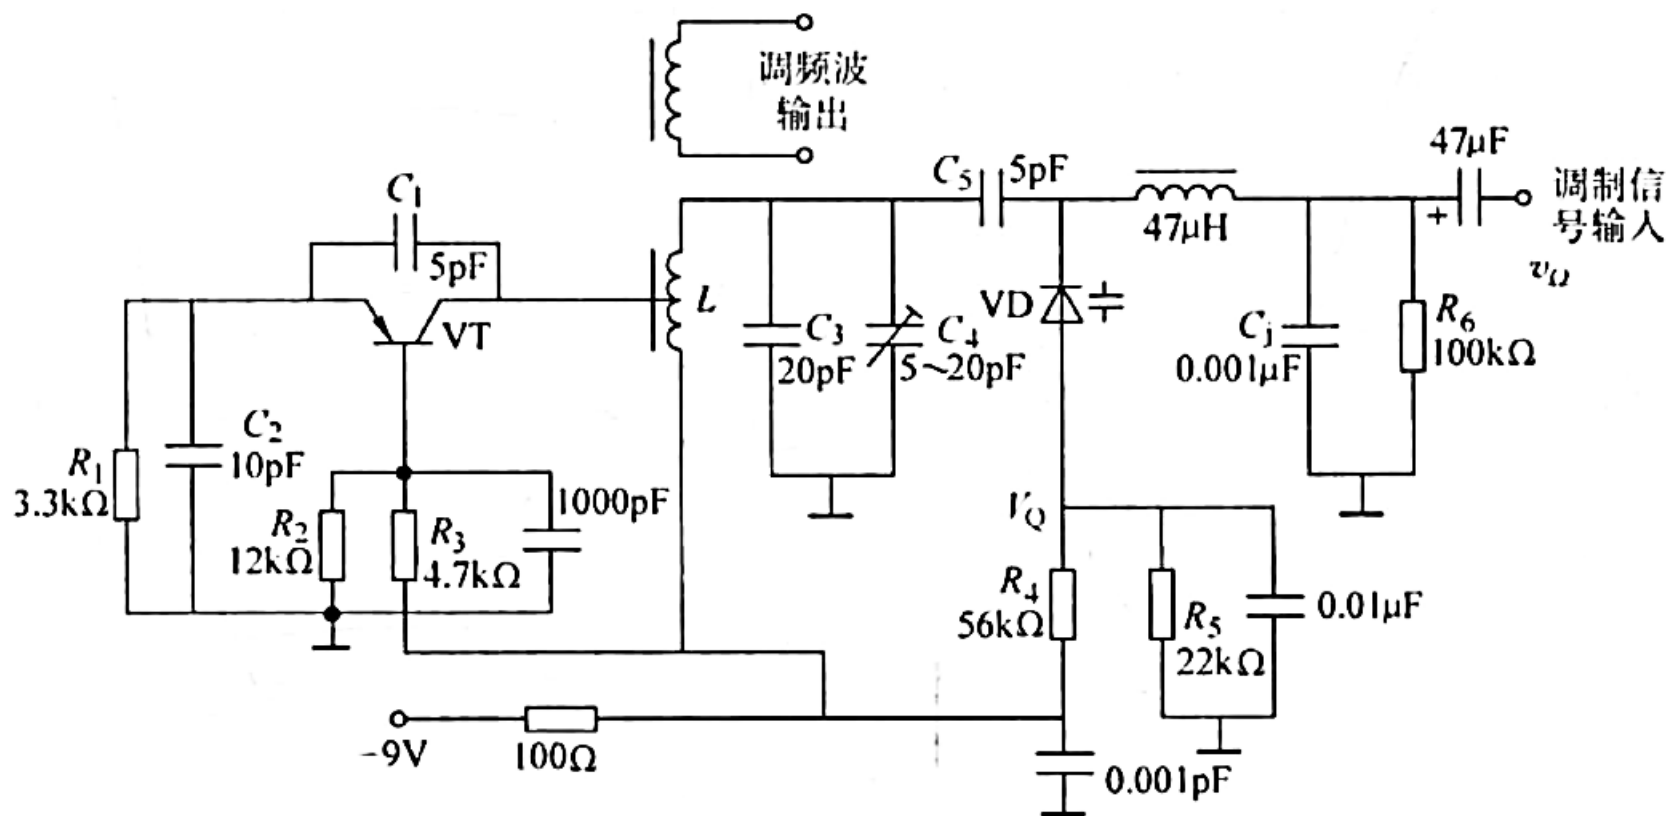 调频波
输出
C₁
5pF
VT
R₁
3.3kΩ
C₂
10pF
R₂
12kΩ
R₃
4.7kΩ
1000pF
-9V
100Ω
L
C₃
20pF
C₄
5~20pF
C₅
5pF
VD
47μH
Cⱼ
0.001μF
R₆
100kΩ
47μF
+
调制信
号输入
v_Ω
V_Q
R₄
56kΩ
R₅
22kΩ
0.01μF
0.001pF